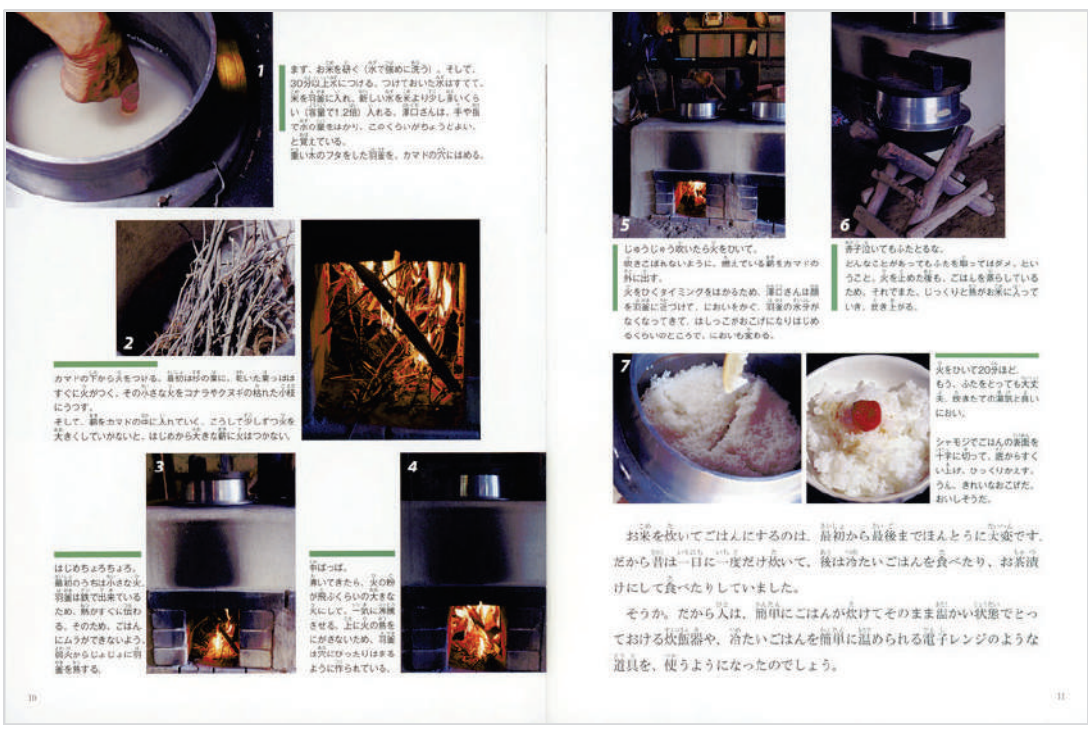 1
まず、お米を研ぐ(水で強めに洗う)。そして、
30分以上水につける。つけておいた水はすてて、
米を羽釜に入れ、新しい水を米より少し多いくら
い(容量で1.2倍)入れる。澤口さんは、手や指
で水の量をはかり、このくらいがちょうどよい、
と覚えている。
重い木のフタをした羽釜を、カマドの穴にはめる。
2
カマドの下から火をつける。最初は杉の葉に。乾いた葉っぱは
すぐに火がつく。その小さな火をコナラやクヌギの枯れた小枝
にうつす。
そして、薪をカマドの中に入れていく。こうして少しずつ火を
大きくしていかないと、はじめから大きな薪に火はつかない。
3
はじめちょろちょろ。
最初のうちは小さな火。
羽釜は鉄で出来ている
ため、熱がすぐに伝わ
る。そのため、ごはん
にムラができないよう、
弱火からじょじょに羽
釜を熱する。
4
中ぱっぱ。
沸いてきたら、火の粉
が飛ぶくらいの大きな
火にして、一気に沸騰
させる。上に火の熱を
にがさないため、羽釜
は穴にぴったりはまる
ように作られている。
10
5
じゅうじゅう吹いたら火をひいて。
吹きこぼれないように、燃えている薪をカマドの
外に出す。
火をひくタイミングをはかるため、澤口さんは顔
を羽釜に近づけて、においをかぐ。羽釜の水分が
なくなってきて、はしっこがおこげになりはじめ
るくらいのところで、においも変わる。
6
赤子泣いてもふたとるな。
どんなことがあってもふたを取ってはダメ、とい
うこと。火を止めた後も、ごはんを蒸らしている
ため、それでまた、じっくりと熱がお米に入って
いき、炊き上がる。
7
火をひいて20分ほど。
もう、ふたをとっても大丈
夫。炊きたての湯気と良い
におい。
シャモジでごはんの表面を
十字に切って、底からすく
い上げ、ひっくりかえす。
うん、きれいなおこげだ。
おいしそうだ。
お米を炊いてごはんにするのは、最初から最後までほんとうに大変です。
だから昔は一日に一度だけ炊いて、後は冷たいごはんを食べたり、お茶漬
けにして食べたりしていました。
そうか。だから人は、簡単にごはんが炊けてそのまま温かい状態でとっ
ておける炊飯器や、冷たいごはんを簡単に温められる電子レンジのような
道具を、使うようになったのでしょう。
11